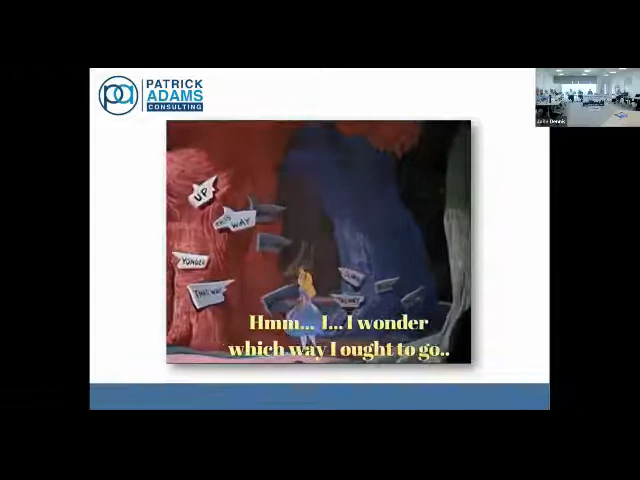 PATRICK
ADAMS
CONSULTING
UP
THIS WAY
YONDER
THAT WAY
Hmm... I... I wonder
which way I ought to go..